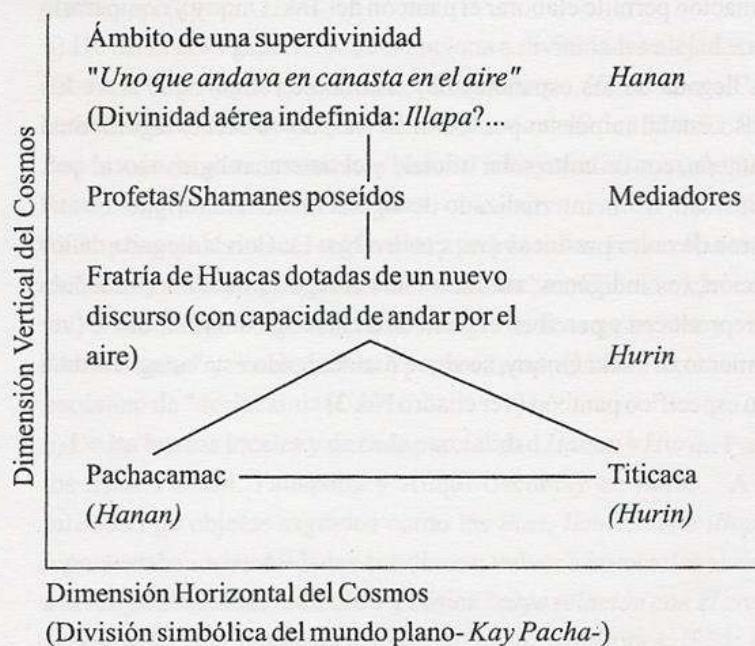 Ámbito de una superdivinidad
"Uno que andava en canasta en el aire" Hanan
(Divinidad aérea indefinida: Illapa?...
Profetas/Shamanes poseídos Mediadores
Fratría de Huacas dotadas de un nuevo
discurso (con capacidad de andar por el
aire) Hurin
Pachacamac Titicaca
(Hanan) (Hurin)
Dimensión Vertical del Cosmos
Dimensión Horizontal del Cosmos
(División simbólica del mundo plano- Kay Pacha-)